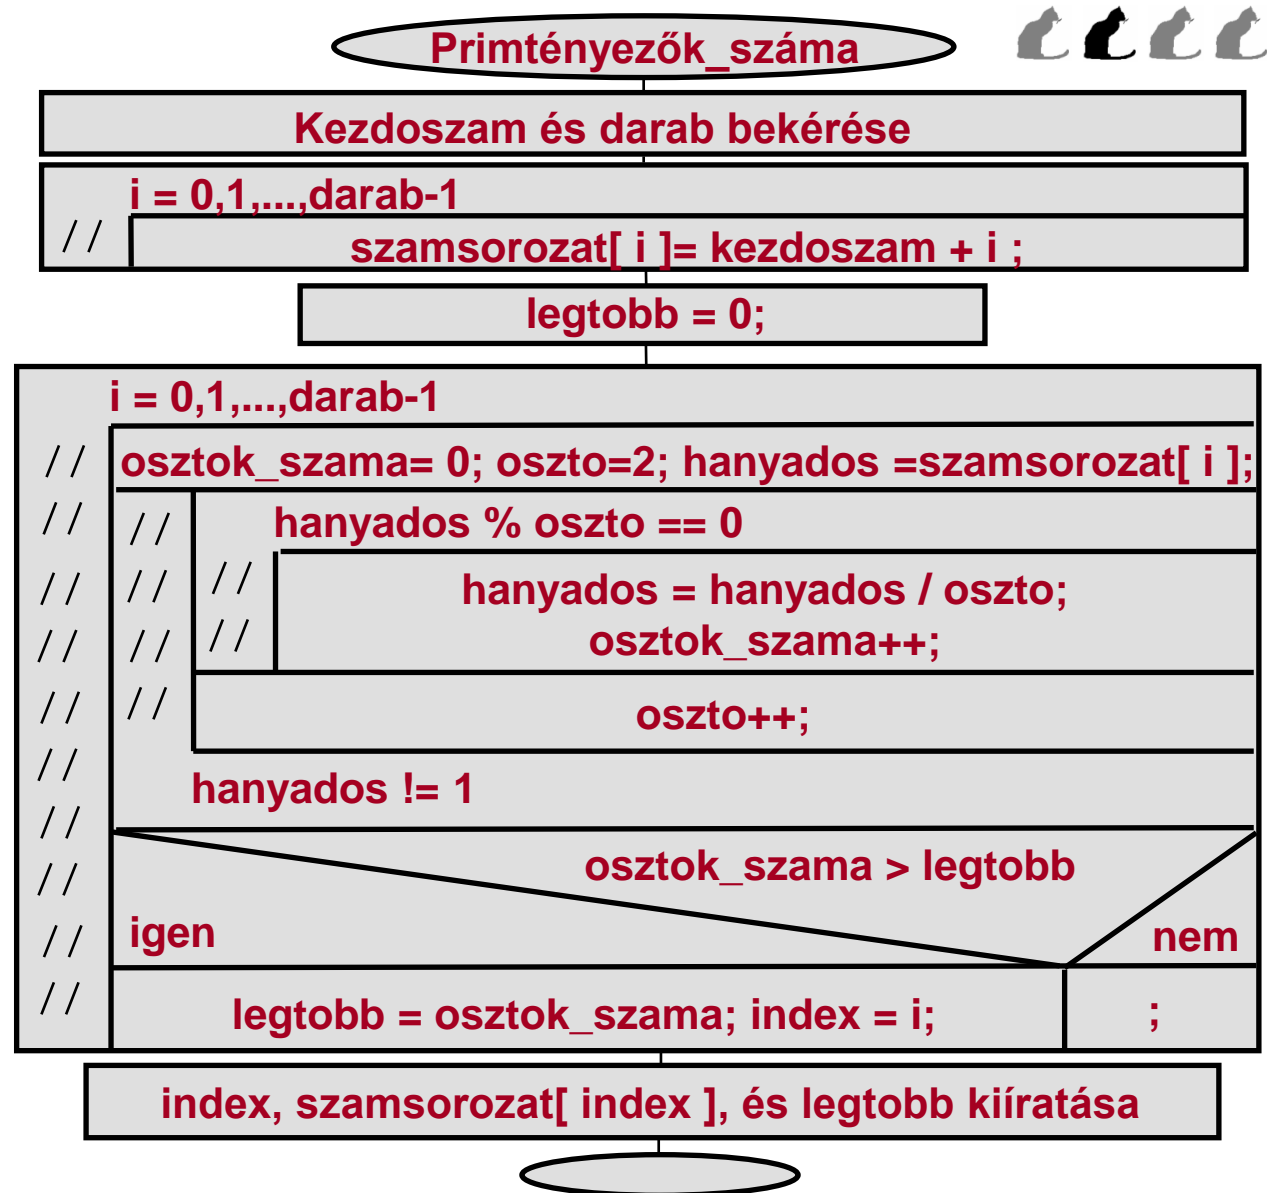 Primtényezők_száma
Kezdoszam és darab bekérése
i = 0,1,...,darab-1
// szamsorozat[ i ]= kezdoszam + i ;
legtobb = 0;
i = 0,1,...,darab-1
// osztok_szama= 0; oszto=2; hanyados =szamsorozat[ i ];
// // hanyados % oszto == 0
// // // hanyados = hanyados / oszto;
// // // osztok_szama++;
// // oszto++;
//
hanyados != 1
//
// osztok_szama > legtobb
// igen nem
// legtobb = osztok_szama; index = i; ;
index, szamsorozat[ index ], és legtobb kiíratása